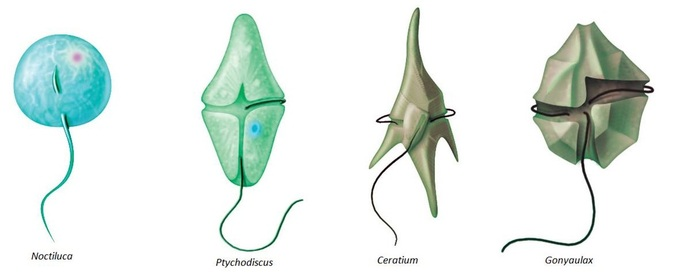 Noctiluca
Ptychodiscus
Ceratium
Gonyaulax